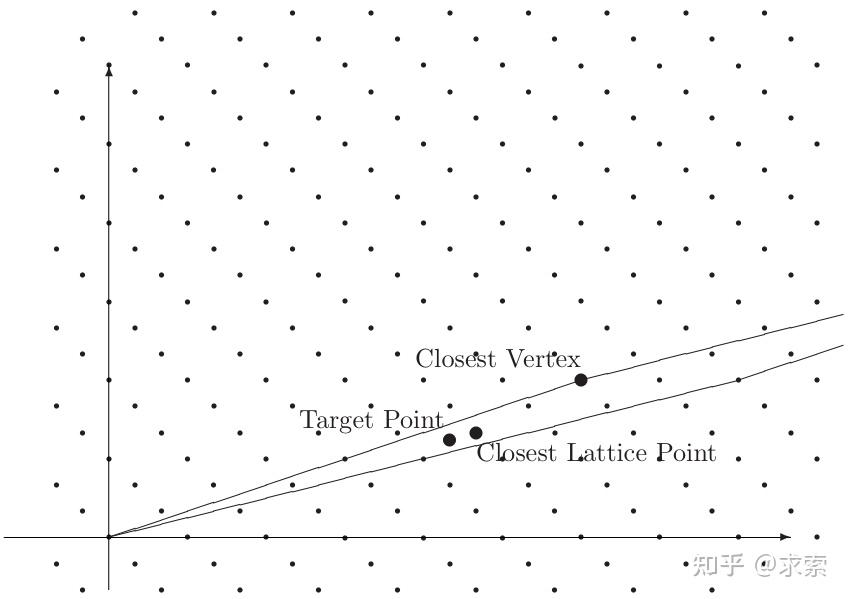 Closest Vertex
Target Point
Closest Lattice Point
知乎 @求索